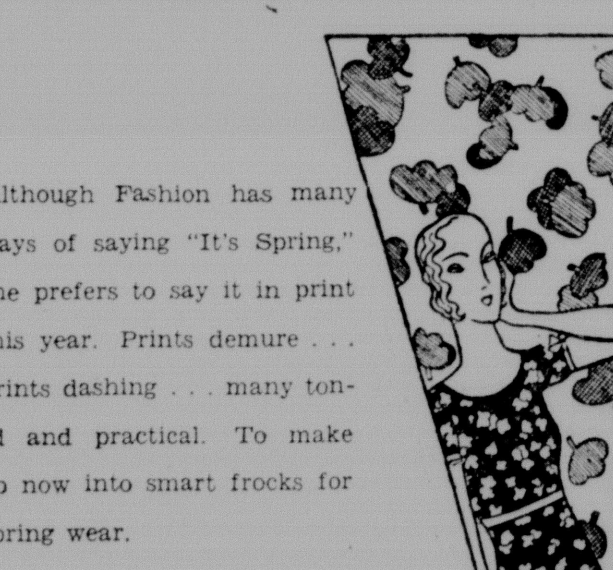 lthough Fashion has many
ays of saying "It's Spring,"
he prefers to say it in print
his year. Prints demure . . .
rints dashing . . . many ton-
d and practical. To make
p now into smart frocks for
pring wear.